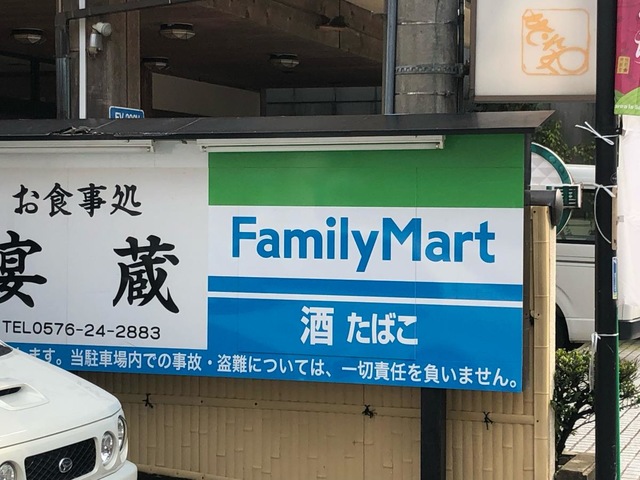 お食事処
宴蔵
TEL0576-24-2883
FamilyMart
酒 たばこ
ます。当駐車場内での事故・盗難については、一切責任を負いません。